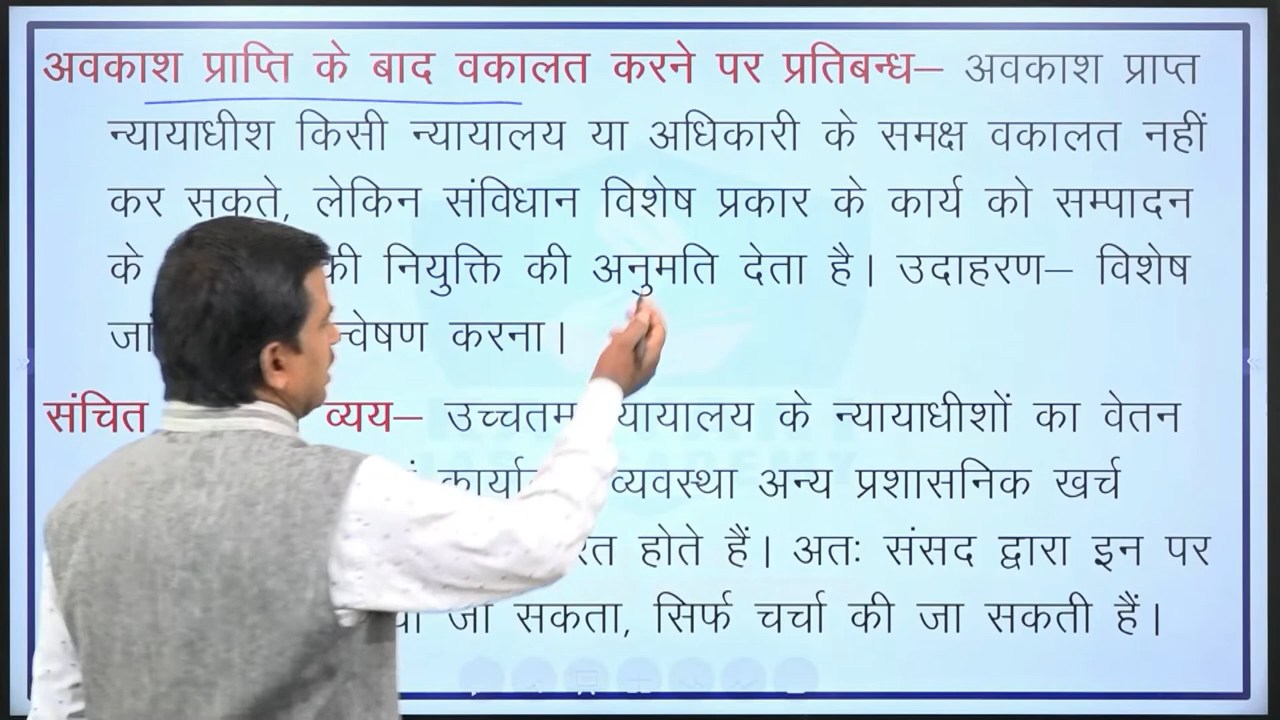 अवकाश प्राप्ति के बाद वकालत करने पर प्रतिबन्ध– अवकाश प्राप्त
न्यायाधीश किसी न्यायालय या अधिकारी के समक्ष वकालत नहीं
कर सकते, लेकिन संविधान विशेष प्रकार के कार्य को सम्पादन
के की नियुक्ति की अनुमति देता है। उदाहरण– विशेष
करना।
संचित व्यय– उच्चतम न्यायालय के न्यायाधीशों का वेतन
व्यवस्था अन्य प्रशासनिक खर्च
होते हैं। अतः संसद द्वारा इन पर
जा सकता, सिर्फ चर्चा की जा सकती हैं।